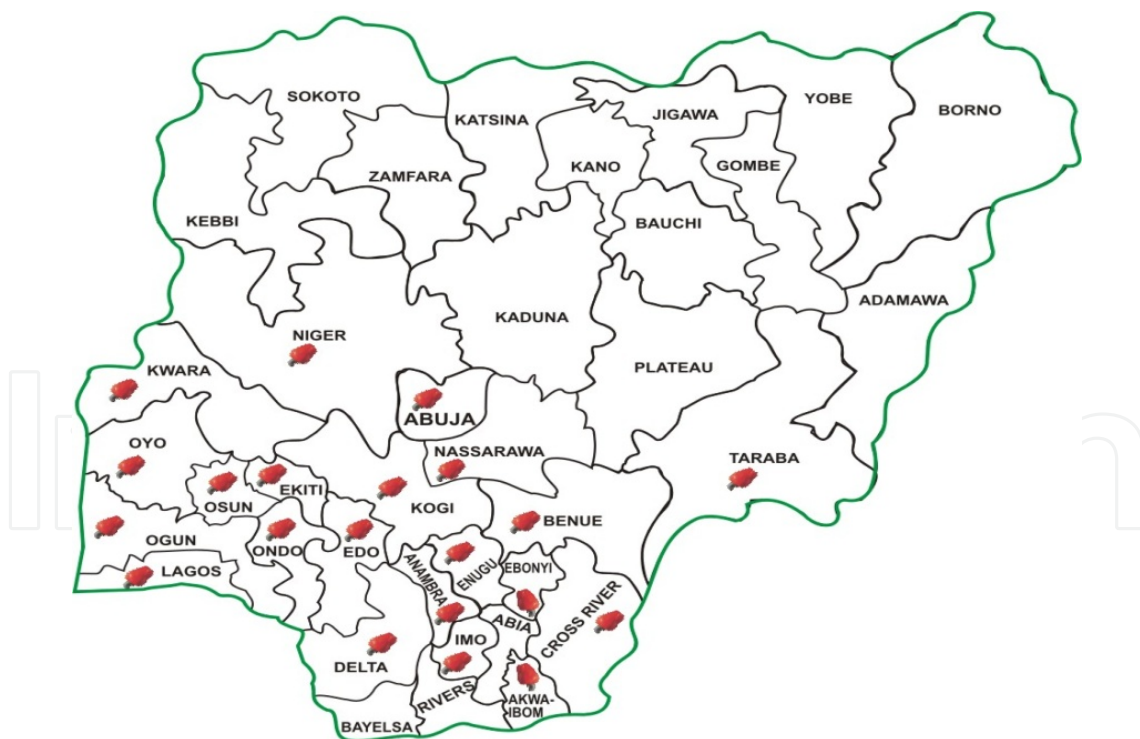 SOKOTO
KATSINA
JIGAWA
YOBE
BORNO
ZAMFARA
KANO
GOMBE
KEBBI
BAUCHI
ADAMAWA
NIGER
KADUNA
KWARA
PLATEAU
ABUJA
OYO
NASSARAWA
TARABA
OSUN
EKITI
KOGI
BENUE
OGUN
ONDO
EDO
ANAMBRA
ENUGU
EBONYI
LAGOS
ABIA
CROSS RIVER
IMO
DELTA
RIVERS
AKWA-
IBOM
BAYELSA